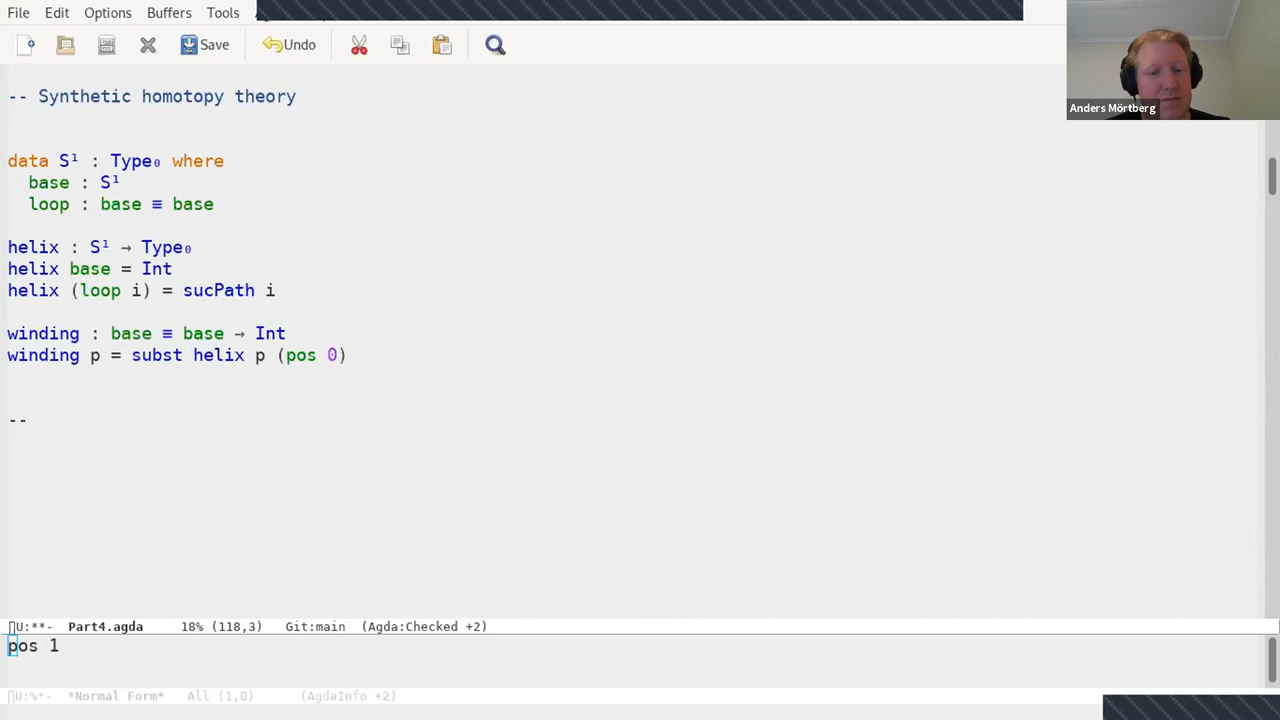 File Edit Options Buffers Tools
Save Undo
Anders Mörtberg
-- Synthetic homotopy theory
data S¹ : Type₀ where
base : S¹
loop : base ≡ base
helix : S¹ → Type₀
helix base = Int
helix (loop i) = sucPath i
winding : base ≡ base → Int
winding p = subst helix p (pos 0)
--
U:**- Part4.agda 18% (118,3) Git:main (Agda:Checked +2)
pos 1
U:%*- *Normal Form* All (1,0) (AgdaInfo +2)